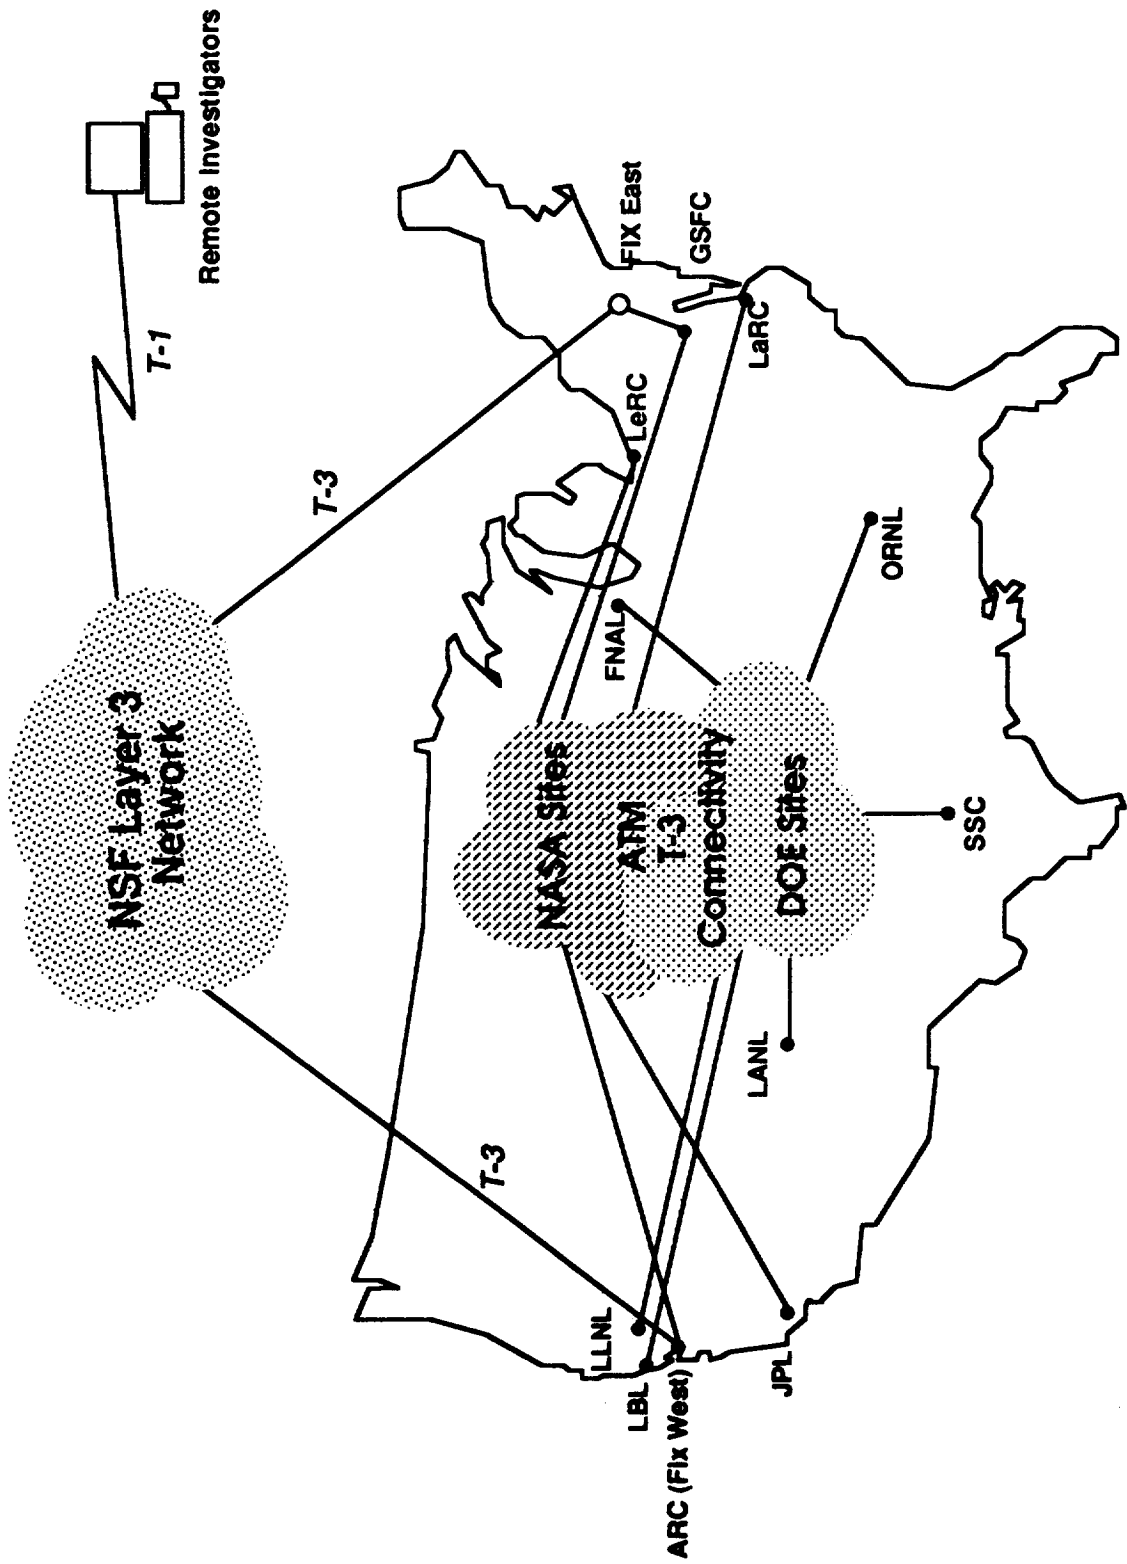 Remote Investigators
T-1
NSF Layer 3
Network
T-3
T-3
FIX East
GSFC
LeRC
LaRC
FNAL
ORNL
NASA Sites
ATM
T-3
Connectivity
DOE Sites
SSC
LANL
LLNL
LBL
ARC (Fix West)
JPL